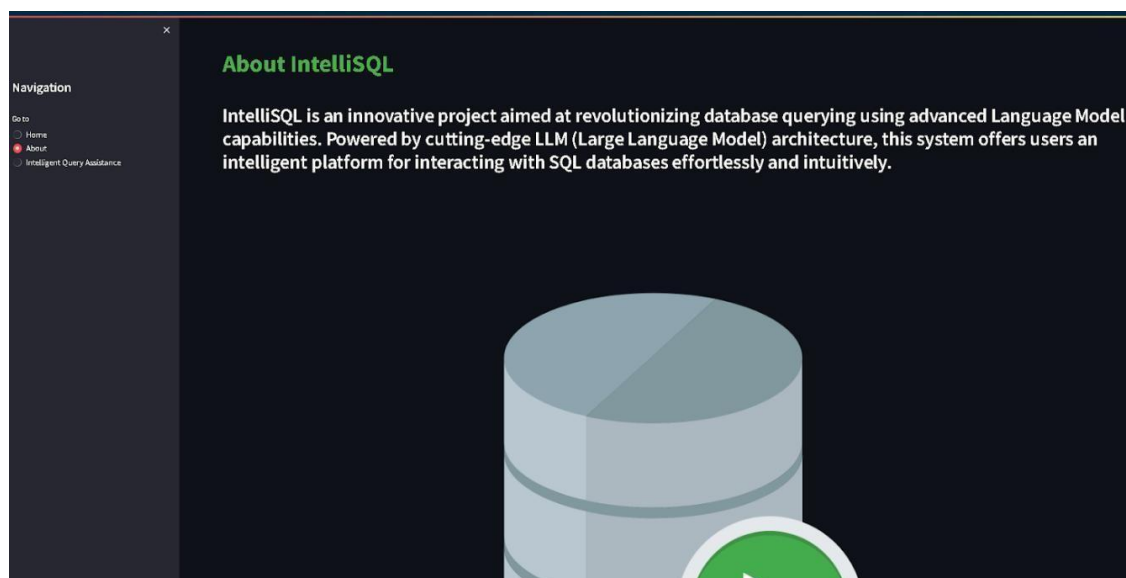 ×
Navigation
Go to
Home
About
Intelligent Query Assistance
About IntelliSQL
IntelliSQL is an innovative project aimed at revolutionizing database querying using advanced Language Model
capabilities. Powered by cutting-edge LLM (Large Language Model) architecture, this system offers users an
intelligent platform for interacting with SQL databases effortlessly and intuitively.